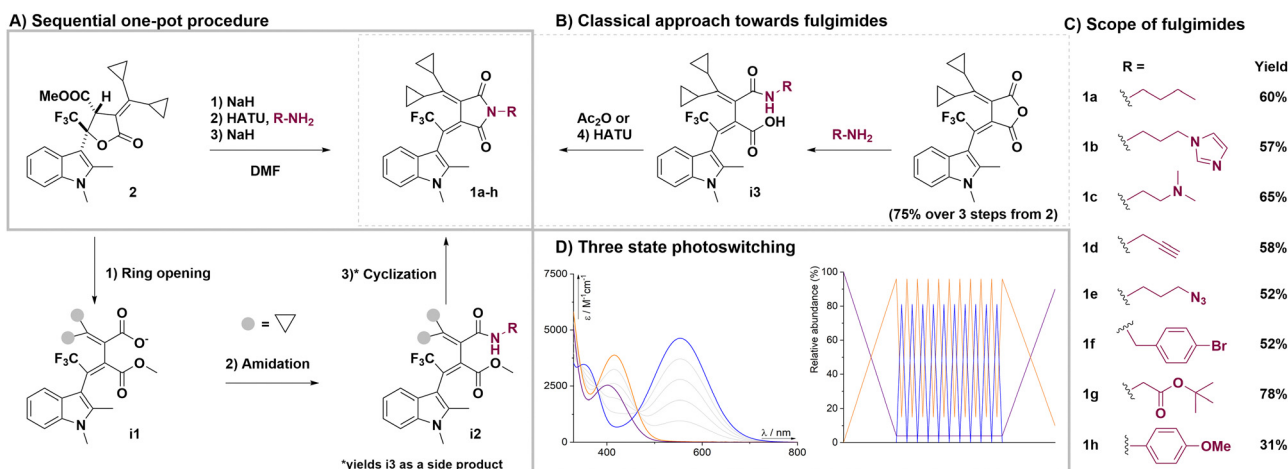 A) Sequential one-pot procedure
B) Classical approach towards fulgimides
C) Scope of fulgimides
MeOOC
H
F₃C
O
O
N
2
1) NaH
2) HATU, R-NH₂
3) NaH
DMF
O
N-R
F₃C
O
N
1a-h
Ac₂O or
4) HATU
O
R
N
H
F₃C
OH
O
N
i3
R-NH₂
O
O
F₃C
O
N
(75% over 3 steps from 2)
1) Ring opening
3)* Cyclization
O
O⁻
F₃C
O
O
N
i1
=
2) Amidation
O
R
N
H
F₃C
O
O
N
i2
*yields i3 as a side product
D) Three state photoswitching
ε / M⁻¹cm⁻¹
7500
5000
2500
0
400
600
800
λ / nm
Relative abundance (%)
100
80
60
40
20
0
R =
Yield
1a
60%
1b
N
N
57%
1c
N
65%
1d
58%
1e
N₃
52%
1f
Br
52%
1g
O
O
78%
1h
OMe
31%